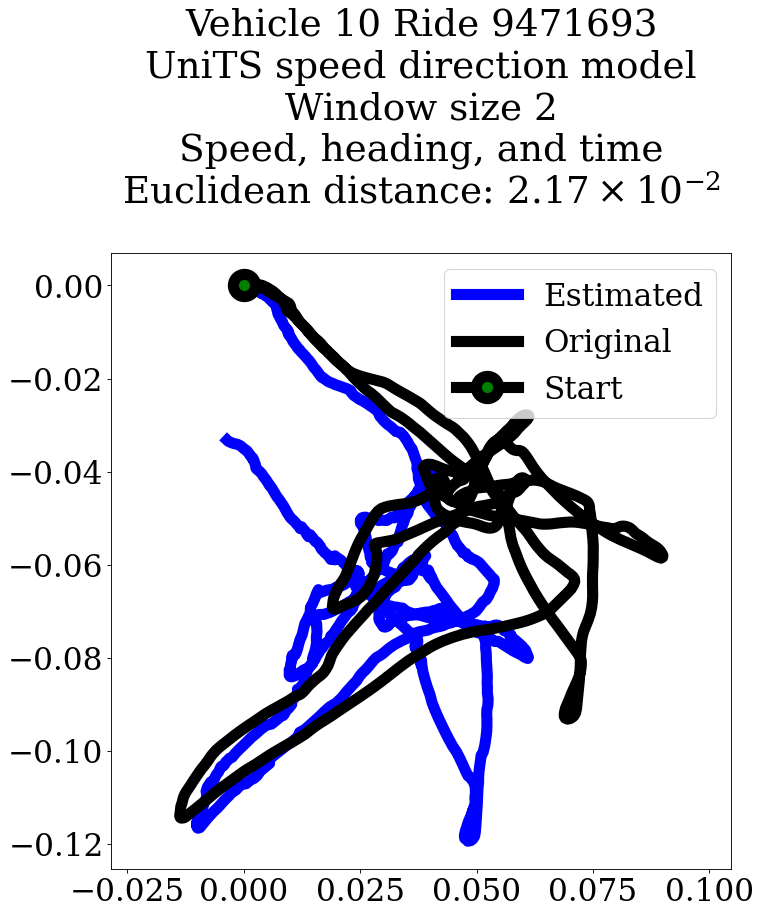 Vehicle 10 Ride 9471693
UniTS speed direction model
Window size 2
Speed, heading, and time
Euclidean distance: 2.17 × 10⁻²
Estimated
Original
Start
0.00
−0.02
−0.04
−0.06
−0.08
−0.10
−0.12
−0.025 0.000 0.025 0.050 0.075 0.100